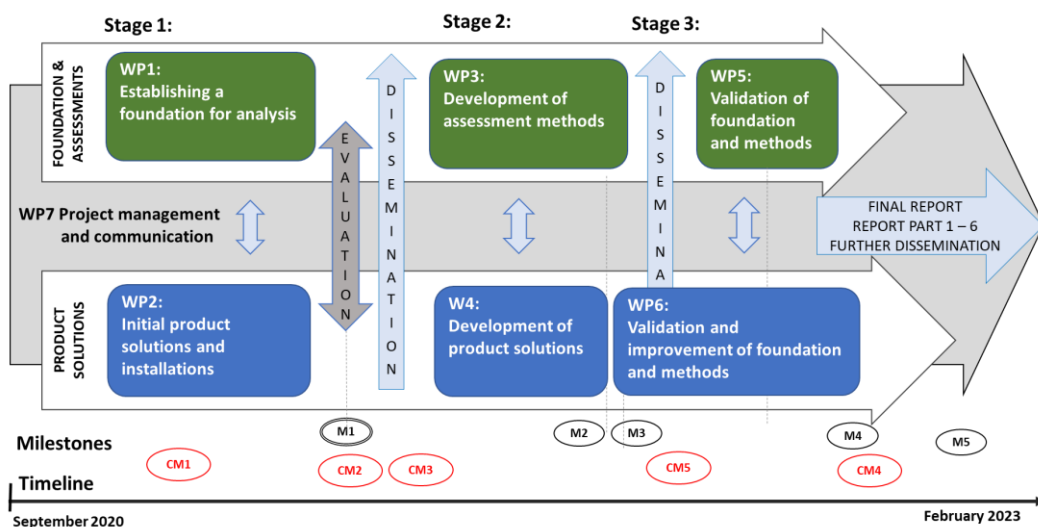 Stage 1:
Stage 2:
Stage 3:
FOUNDATION &
ASSESSMENTS
WP1:
Establishing a
foundation for analysis
EVALUATION
DISSEMINATION
WP3:
Development of
assessment methods
DISSEMINA
WP5:
Validation of
foundation
and methods
WP7 Project management
and communication
FINAL REPORT
REPORT PART 1 – 6
FURTHER DISSEMINATION
PRODUCT
SOLUTIONS
WP2:
Initial product
solutions and
installations
W4:
Development of
product solutions
WP6:
Validation and
improvement of foundation
and methods
Milestones
M1
M2
M3
M4
M5
CM1
CM2
CM3
CM5
CM4
Timeline
September 2020
February 2023